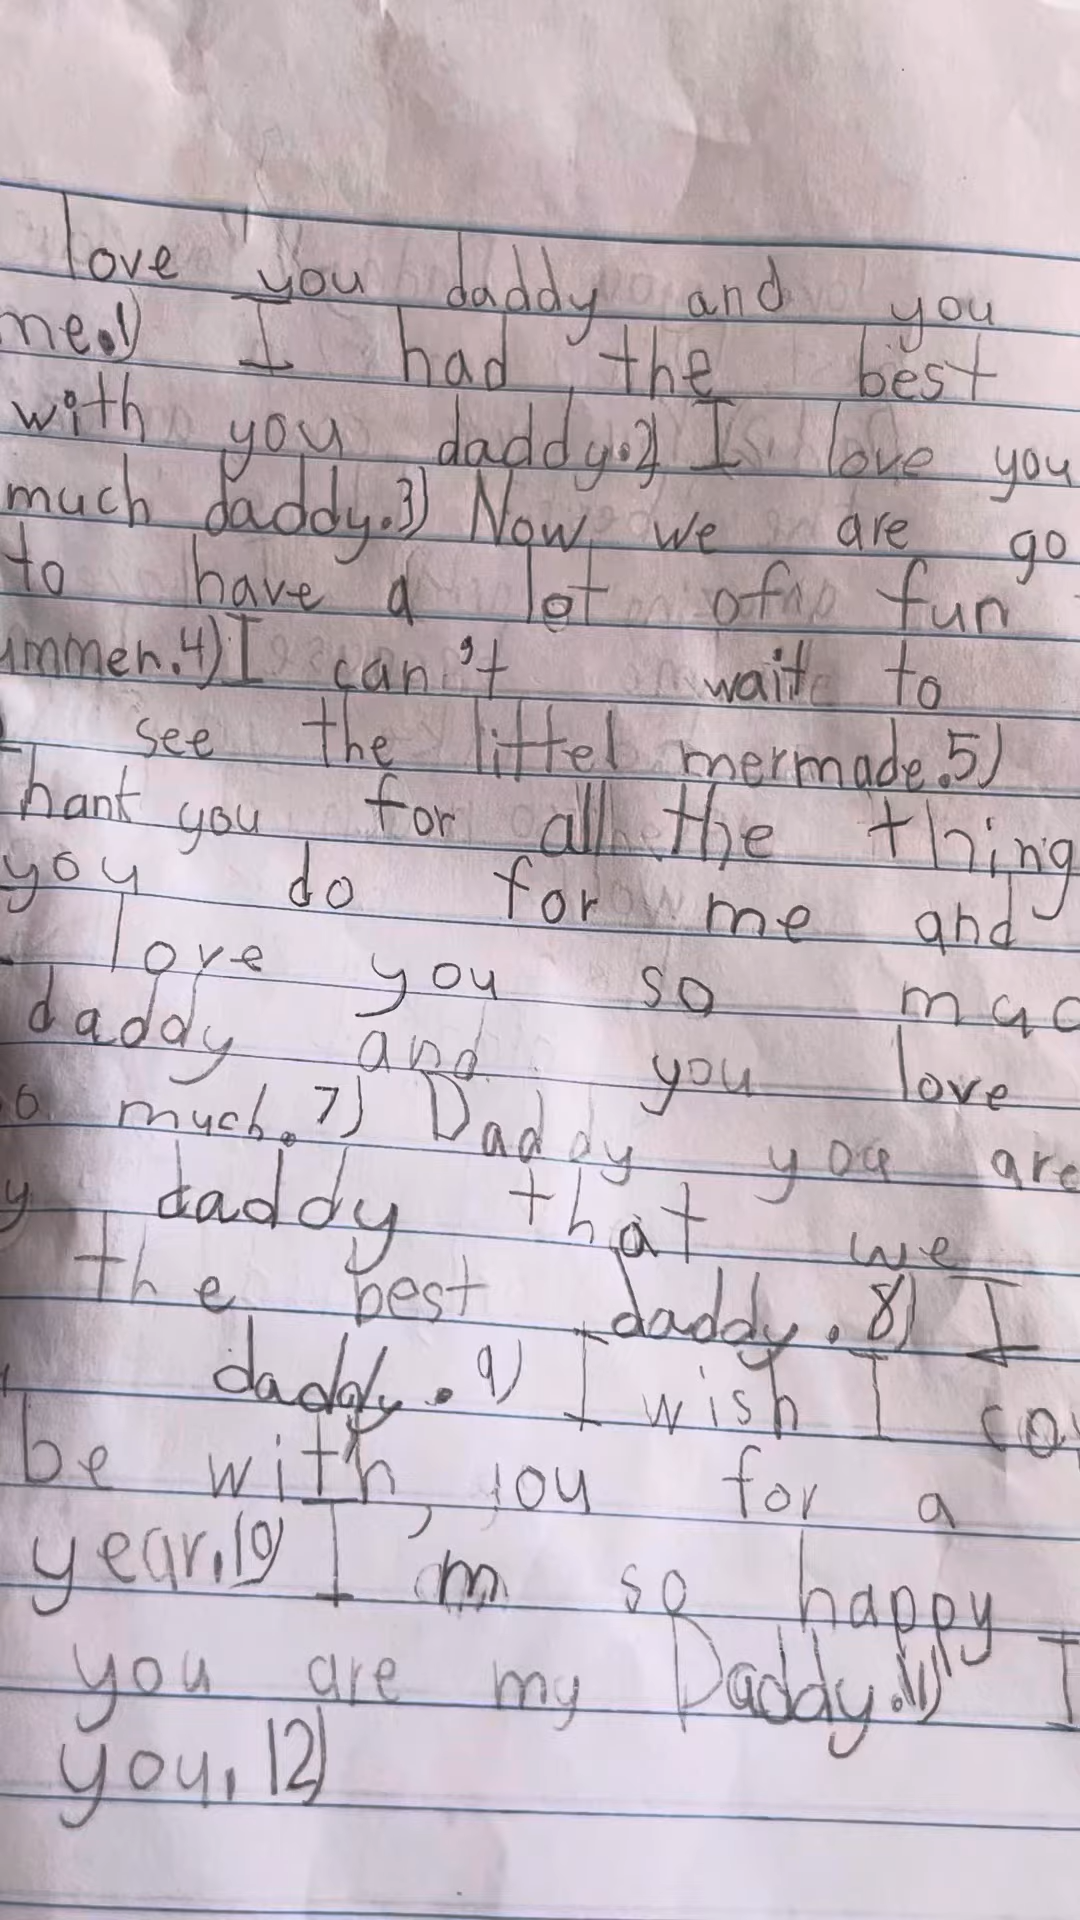 love you daddy and you
me.1) I had the best
with you daddy.2) I love you
much daddy.3) Now we are go
to have a lot of fun
ummer.4) I can't wait to
see the littel mermade.5)
hank you for all the thing
you do for me and
love you so muc
daddy and you love
so much.7) Daddy you are
y daddy that we
the best daddy.8) I
daddy.9) I wish I cou
be with you for a
year.10) I'm so happy
you are my Daddy.11) I
you.12)